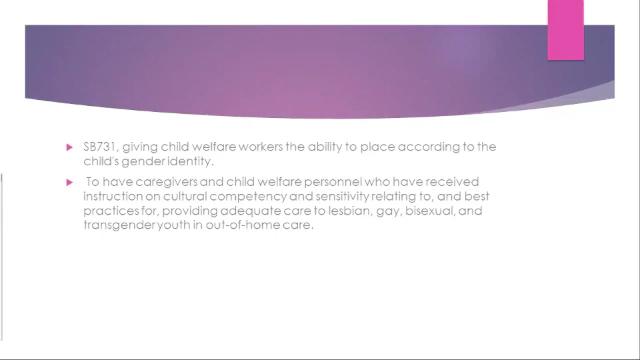 SB731, giving child welfare workers the ability to place according to the
child's gender identity.
To have caregivers and child welfare personnel who have received
instruction on cultural competency and sensitivity relating to, and best
practices for, providing adequate care to lesbian, gay, bisexual, and
transgender youth in out-of-home care.